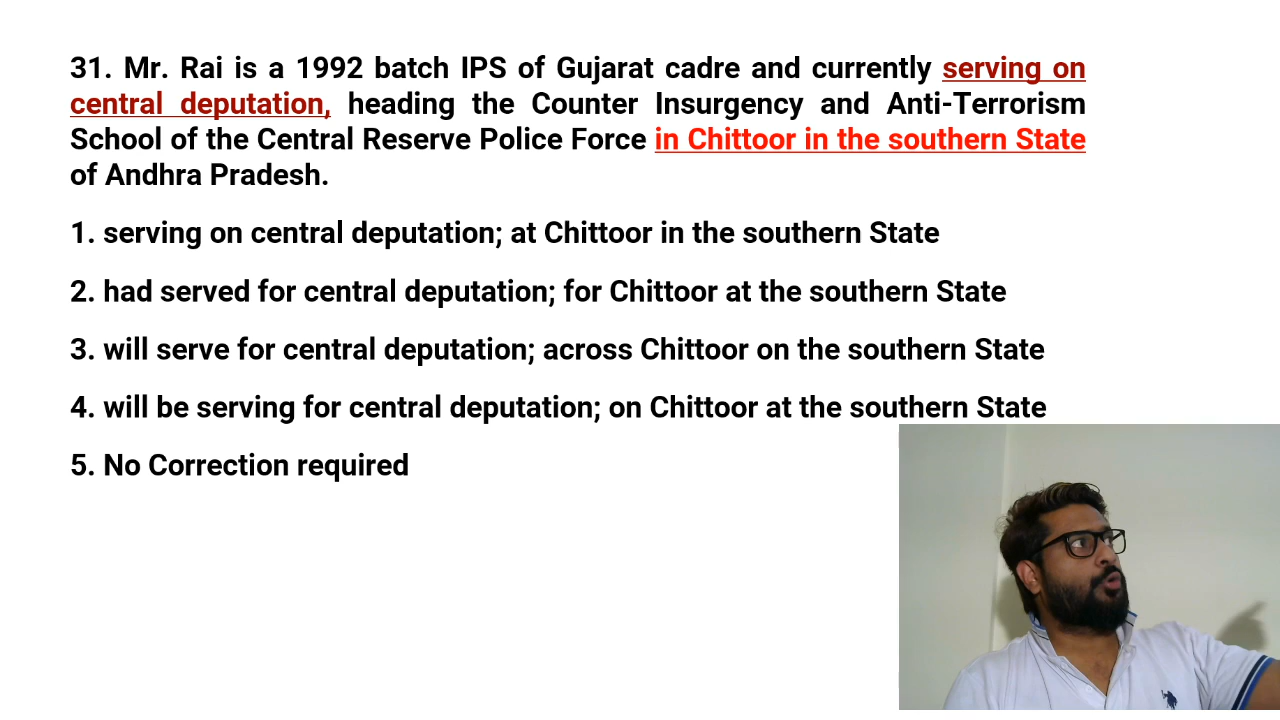 31. Mr. Rai is a 1992 batch IPS of Gujarat cadre and currently serving on
central deputation, heading the Counter Insurgency and Anti-Terrorism
School of the Central Reserve Police Force in Chittoor in the southern State
of Andhra Pradesh.
1. serving on central deputation; at Chittoor in the southern State
2. had served for central deputation; for Chittoor at the southern State
3. will serve for central deputation; across Chittoor on the southern State
4. will be serving for central deputation; on Chittoor at the southern State
5. No Correction required